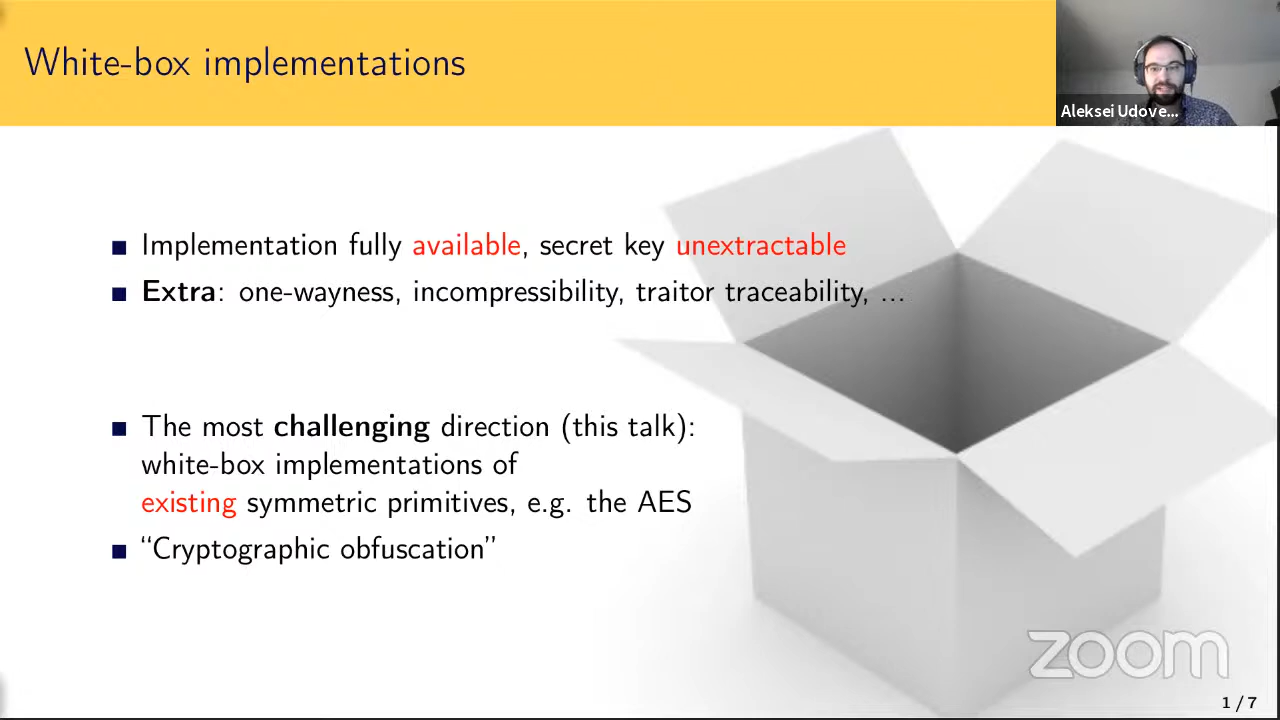 White-box implementations
Aleksei Udove...
Implementation fully available, secret key unextractable
Extra: one-wayness, incompressibility, traitor traceability, ...
The most challenging direction (this talk):
white-box implementations of
existing symmetric primitives, e.g. the AES
“Cryptographic obfuscation”
zoom
1 / 7